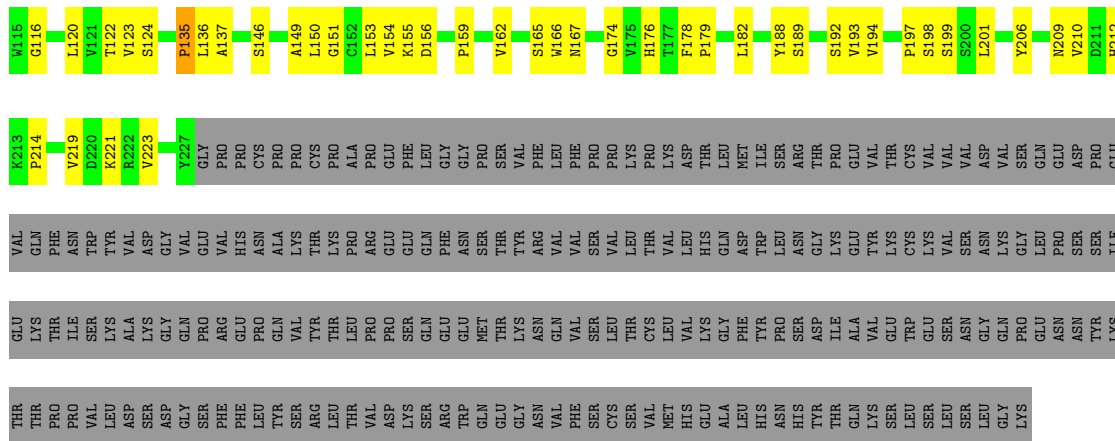 W115 G116 L120 V121 T122 V123 S124 P135 L136 A137 S146 A149 L150 G151 C152 L153 V154 K155 D156 P159 V162 S165 W166 N167 G174 V175 H176 T177 F178 P179 L182 Y188 S189 S192 V193 V194 P197 S198 S199 S200 L201 Y206 N209 V210 D211 H212
K213 P214 V219 D220 K221 R222 V223 Y227 GLY PRO PRO CYS PRO PRO CYS PRO ALA PRO GLU PHE LEU GLY GLY PRO SER VAL PHE LEU PHE PRO PRO LYS PRO LYS ASP THR LEU MET ILE SER ARG THR PRO GLU VAL THR CYS VAL VAL VAL ASP VAL SER GLN GLU ASP PRO GLU
VAL GLN PHE ASN TRP TYR VAL ASP GLY VAL GLU VAL HIS ASN ALA LYS THR LYS PRO ARG GLU GLU GLN PHE ASN SER THR TYR ARG VAL VAL SER VAL LEU THR VAL LEU HIS GLN ASP TRP LEU ASN GLY LYS GLU TYR LYS CYS LYS VAL SER ASN LYS GLY LEU PRO SER SER ILE
GLU LYS THR ILE SER LYS ALA LYS GLY GLN PRO ARG GLU PRO GLN VAL TYR THR LEU PRO PRO SER GLN GLU GLU MET THR LYS ASN GLN VAL SER LEU THR CYS LEU VAL LYS GLY PHE TYR PRO SER ASP ILE ALA VAL GLU TRP GLU SER ASN GLY GLN PRO GLU ASN ASN TYR LYS
THR THR PRO PRO VAL LEU ASP SER ASP GLY SER PHE PHE LEU TYR SER ARG LEU THR VAL ASP LYS SER ARG TRP GLN GLU GLY ASN VAL PHE SER CYS SER VAL MET HIS GLU ALA LEU HIS ASN HIS TYR THR GLN LYS SER LEU SER LEU SER LEU GLY LYS